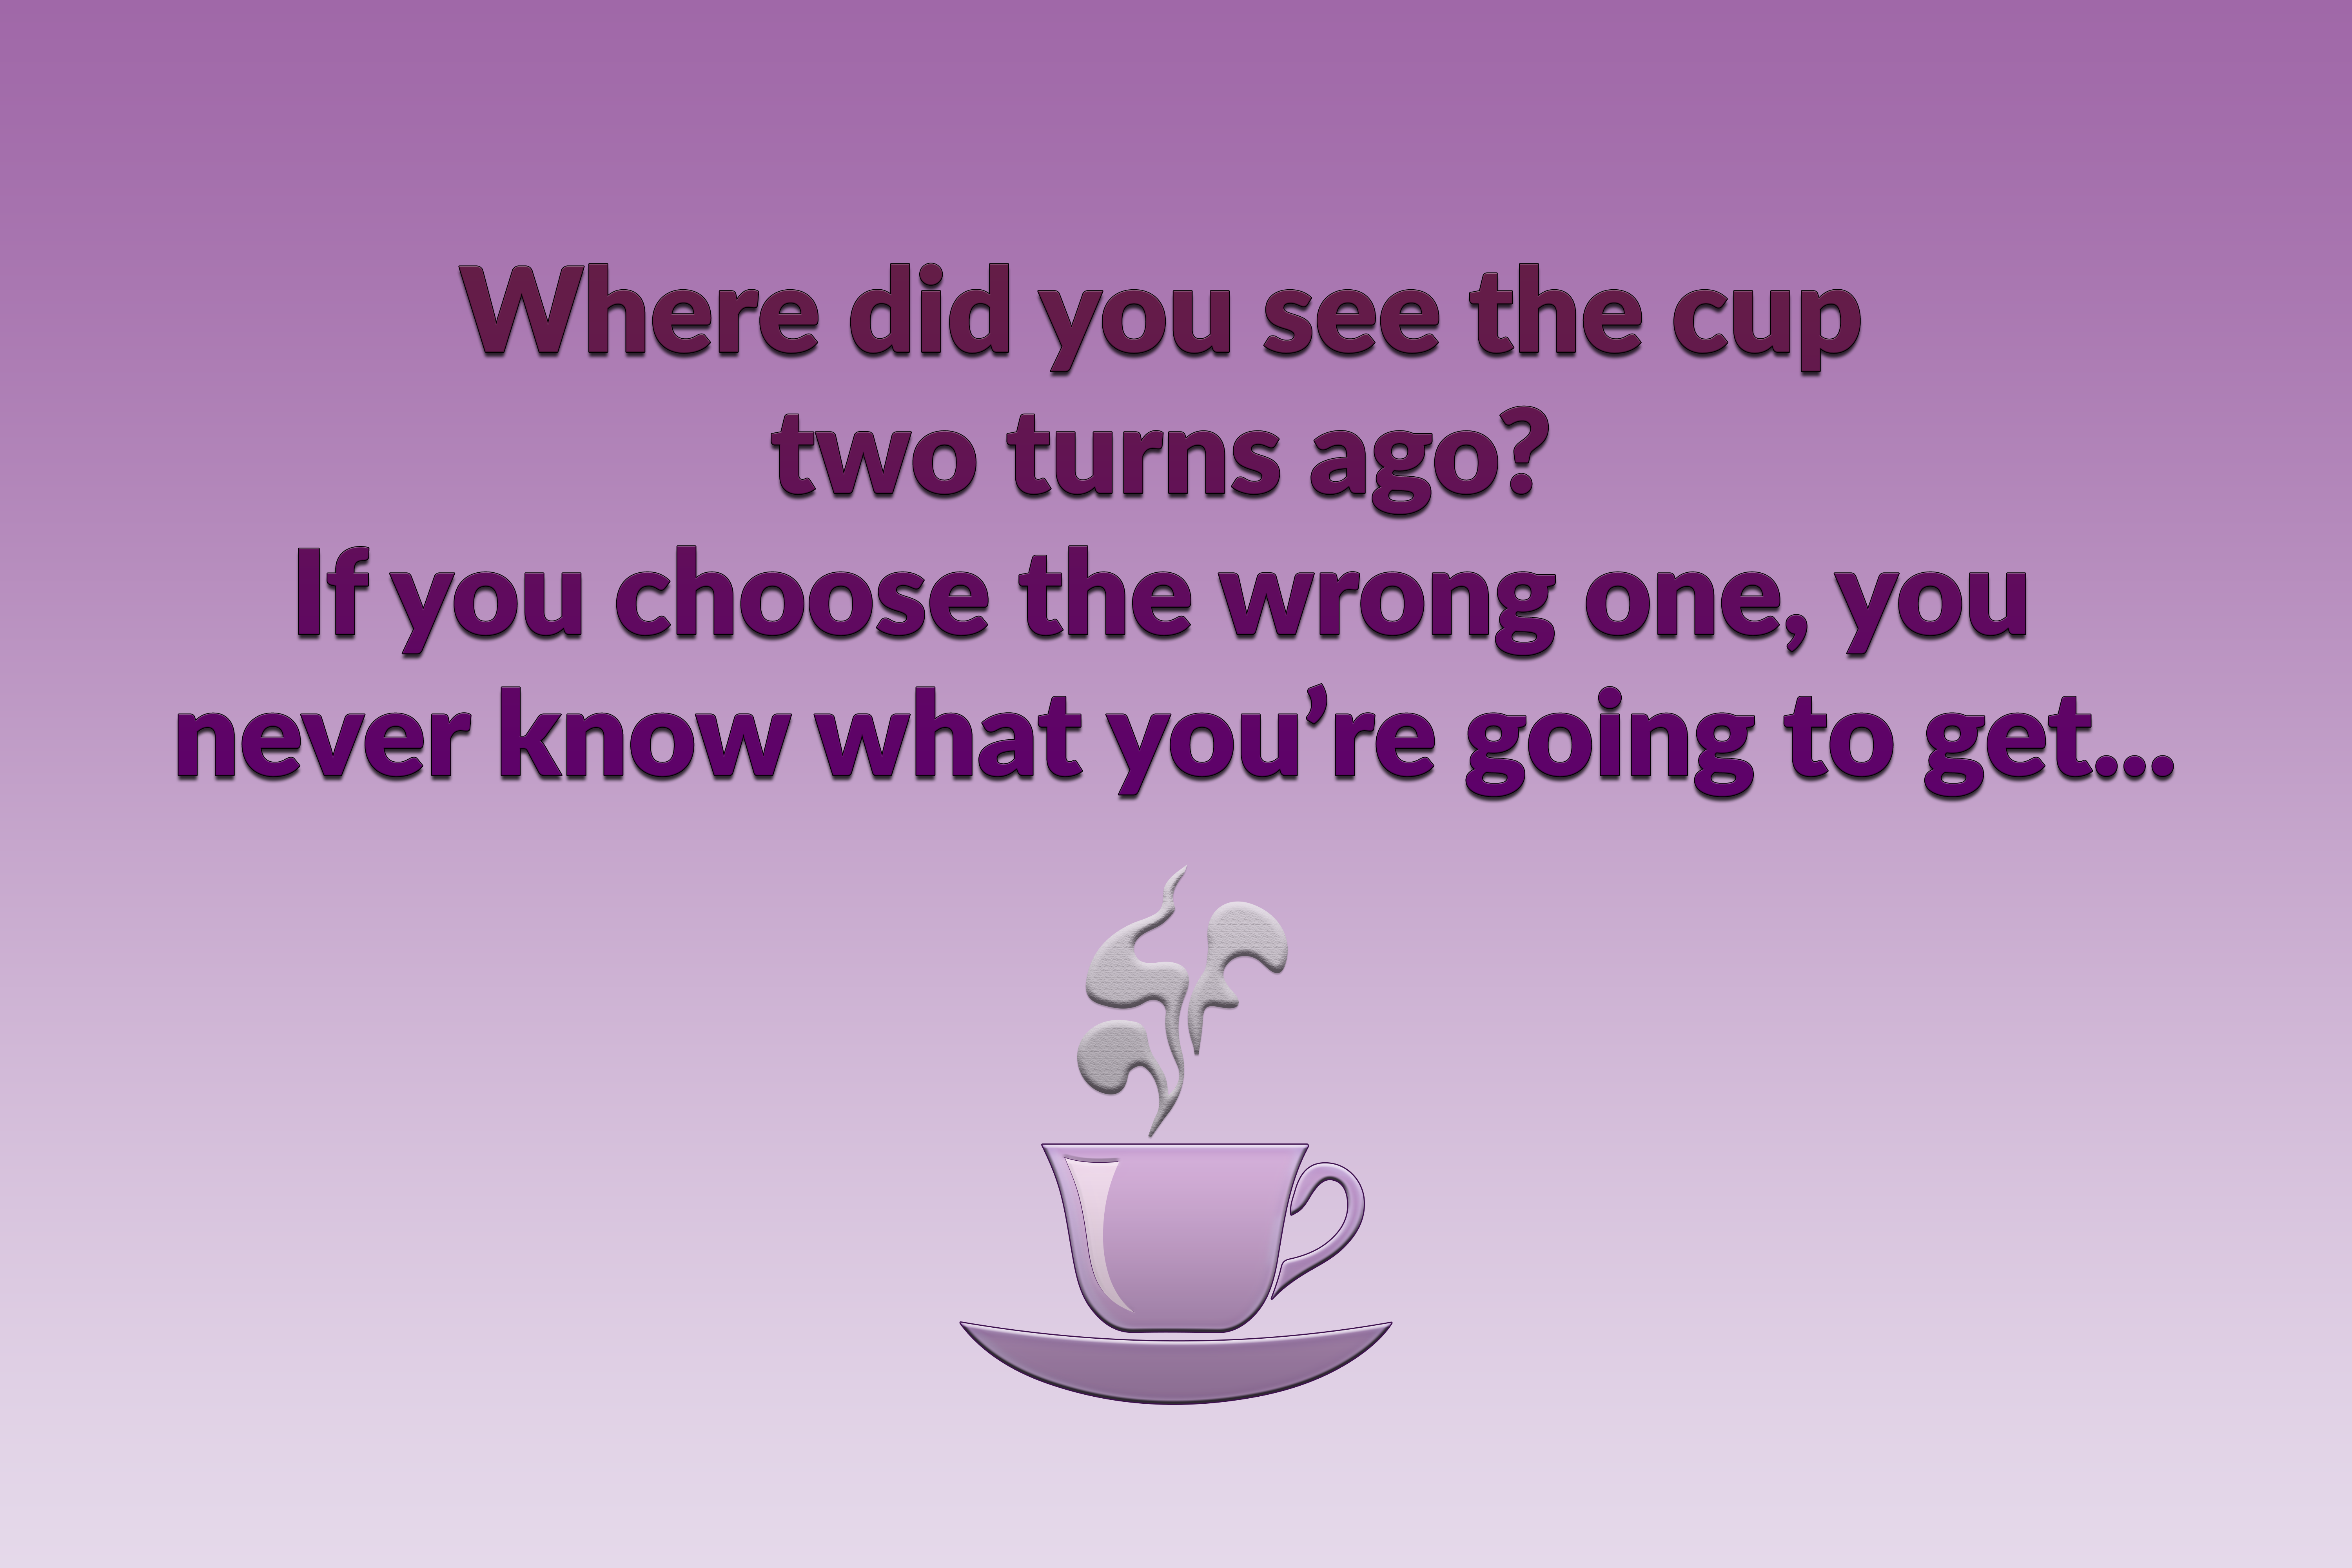 Where did you see the cup
two turns ago?
If you choose the wrong one, you
never know what you’re going to get...